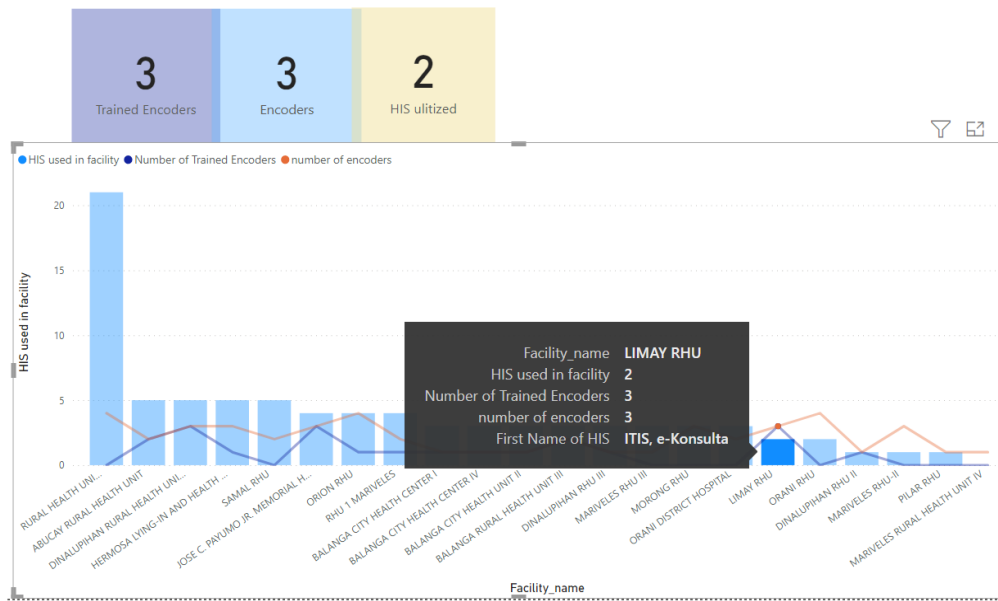 3
Trained Encoders
3
Encoders
2
HIS ulitized
HIS used in facility
Number of Trained Encoders
number of encoders
HIS used in facility
20
15
10
5
0
Facility_name LIMAY RHU
HIS used in facility 2
Number of Trained Encoders 3
number of encoders 3
First Name of HIS ITIS, e-Konsulta
RURAL HEALTH UNI...
ABUCAY RURAL HEALTH UNIT
DINALUPIHAN RURAL HEALTH UNI...
HERMOSA LYING-IN AND HEALTH ...
SAMAL RHU
JOSE C. PAYUMO JR. MEMORIAL H...
ORION RHU
RHU 1 MARIVELES
BALANGA CITY HEALTH CENTER I
BALANGA CITY HEALTH CENTER IV
BALANGA CITY HEALTH UNIT II
BALANGA RURAL HEALTH UNIT III
DINALUPIHAN RHU III
MARIVELES RHU III
MORONG RHU
ORANI DISTRICT HOSPITAL
LIMAY RHU
ORANI RHU
DINALUPIHAN RHU II
MARIVELES RHU-II
PILAR RHU
MARIVELES RURAL HEALTH UNIT IV
Facility_name